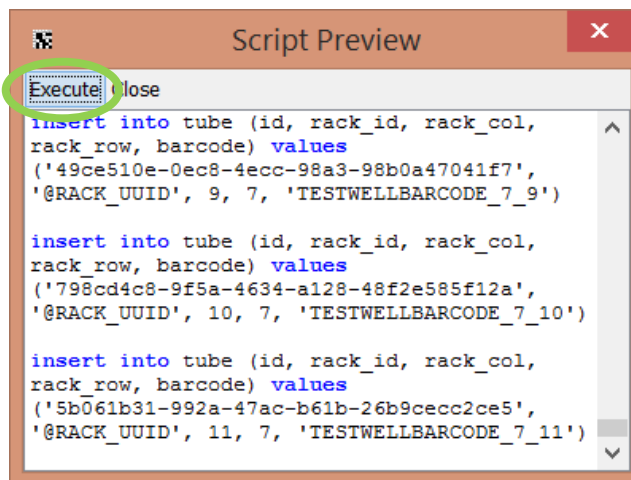 Script Preview
Execute Close
insert into tube (id, rack_id, rack_col,
rack_row, barcode) values
('49ce510e-0ec8-4ecc-98a3-98b0a47041f7',
'@RACK_UUID', 9, 7, 'TESTWELLBARCODE_7_9')
insert into tube (id, rack_id, rack_col,
rack_row, barcode) values
('798cd4c8-9f5a-4634-a128-48f2e585f12a',
'@RACK_UUID', 10, 7, 'TESTWELLBARCODE_7_10')
insert into tube (id, rack_id, rack_col,
rack_row, barcode) values
('5b061b31-992a-47ac-b61b-26b9cecc2ce5',
'@RACK_UUID', 11, 7, 'TESTWELLBARCODE_7_11')